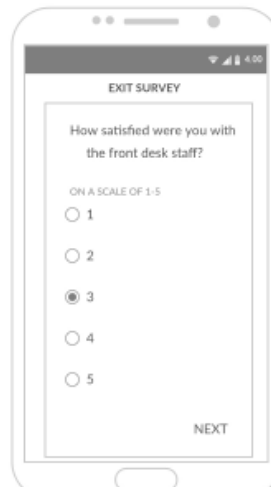 4:00
EXIT SURVEY
How satisfied were you with
the front desk staff?
ON A SCALE OF 1-5
1
2
3
4
5
NEXT